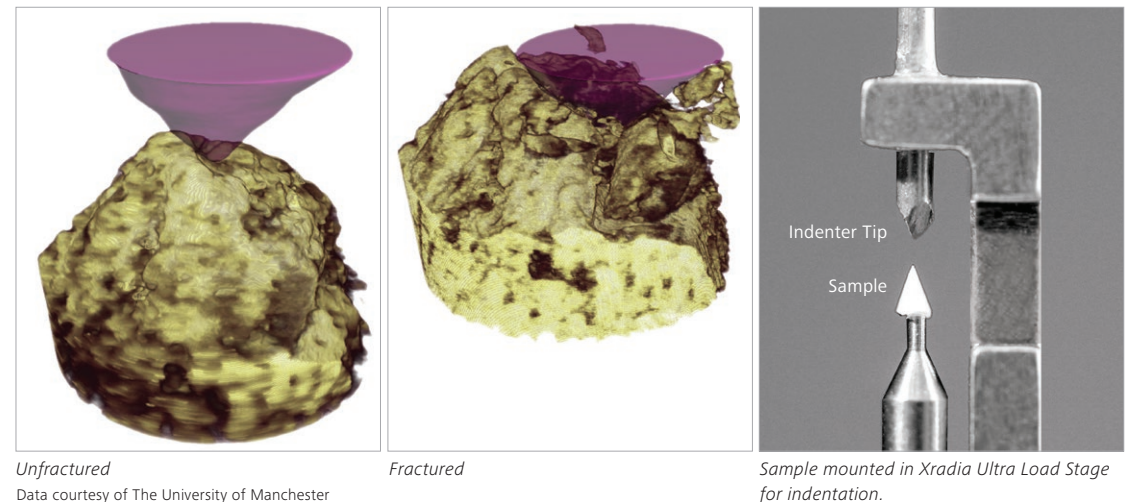 Indenter Tip
Sample
Unfractured
Data courtesy of The University of Manchester
Fractured
Sample mounted in Xradia Ultra Load Stage
for indentation.